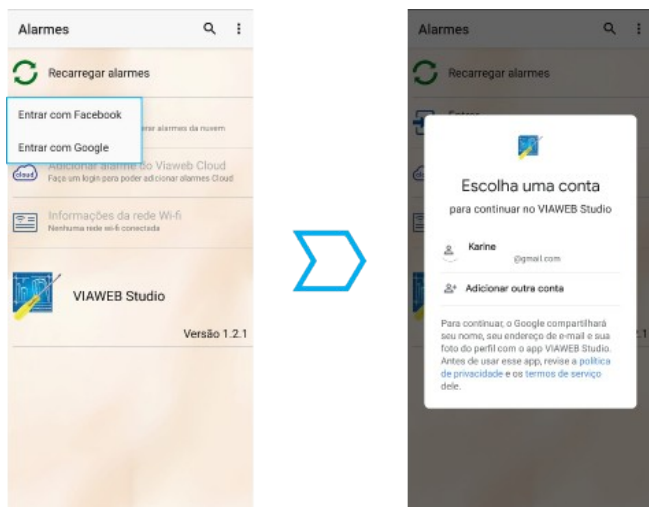 Alarmes
Recarregar alarmes
Entrar com Facebook
Entrar com Google
alarmes da nuvem
Adicionar alarme do Viaweb Cloud
cloud
Faça um login para poder adicionar alarmes Cloud
Informações da rede Wi-fi
Nenhuma rede wi-fi conectada
VIAWEB Studio
Versão 1.2.1
Alarmes
Recarregar alarmes
Entrar
Escolha uma conta
para continuar no VIAWEB Studio
Karine
@gmail.com
Adicionar outra conta
Para continuar, o Google compartilhará
seu nome, seu endereço de e-mail e sua
foto do perfil com o app VIAWEB Studio.
Antes de usar esse app, revise a política
de privacidade e os termos de serviço
dele.